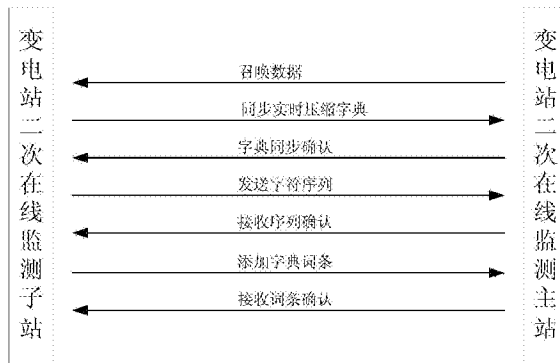 变电站二次在线监测子站
召唤数据
同步实时压缩字典
字典同步确认
发送字符序列
接收序列确认
添加字典词条
接收词条确认
变电站二次在线监测主站